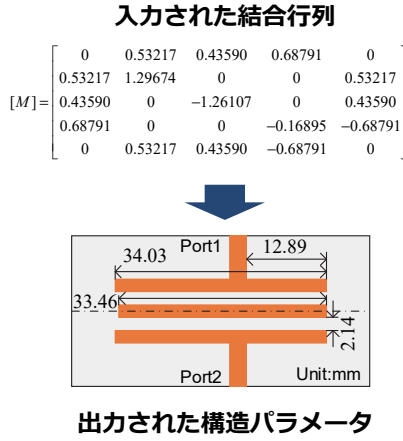 入力された結合行列
0 0.53217 0.43590 0.68791 0
0.53217 1.29674 0 0 0.53217
[M]= 0.43590 0 −1.26107 0 0.43590
0.68791 0 0 −0.16895 −0.68791
0 0.53217 0.43590 −0.68791 0
Port1 12.89
34.03
33.46
2.14
Port2 Unit:mm
出力された構造パラメータ